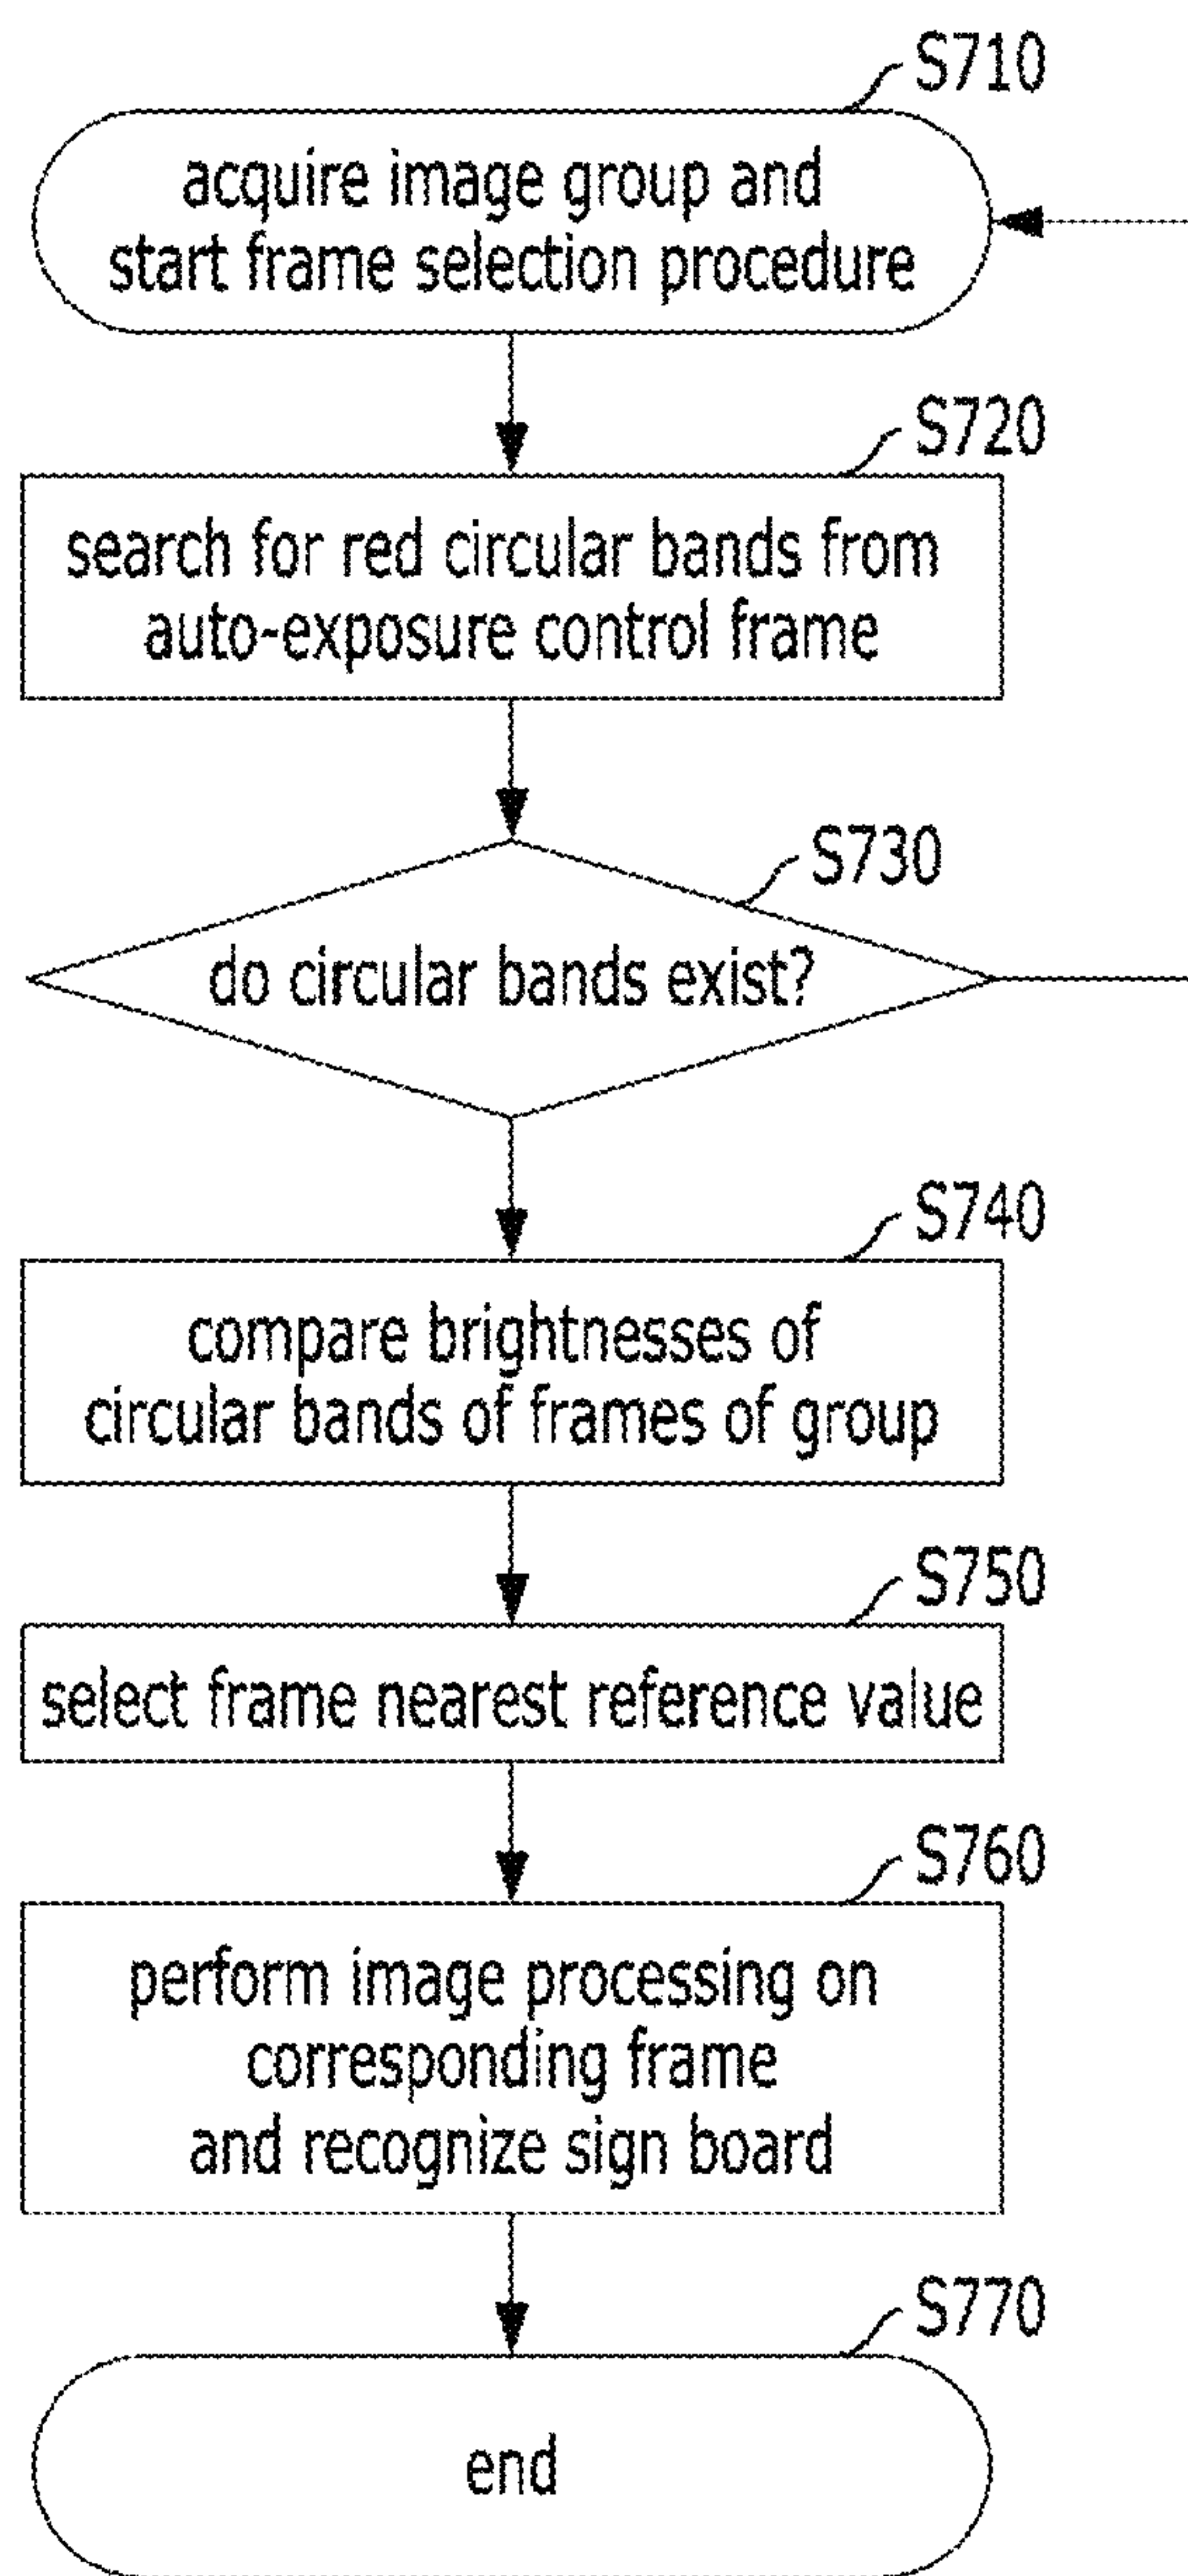 S710
acquire image group and
start frame selection procedure
S720
search for red circular bands from
auto-exposure control frame
S730
do circular bands exist?
S740
compare brightnesses of
circular bands of frames of group
S750
select frame nearest reference value
S760
perform image processing on
corresponding frame
and recognize sign board
S770
end